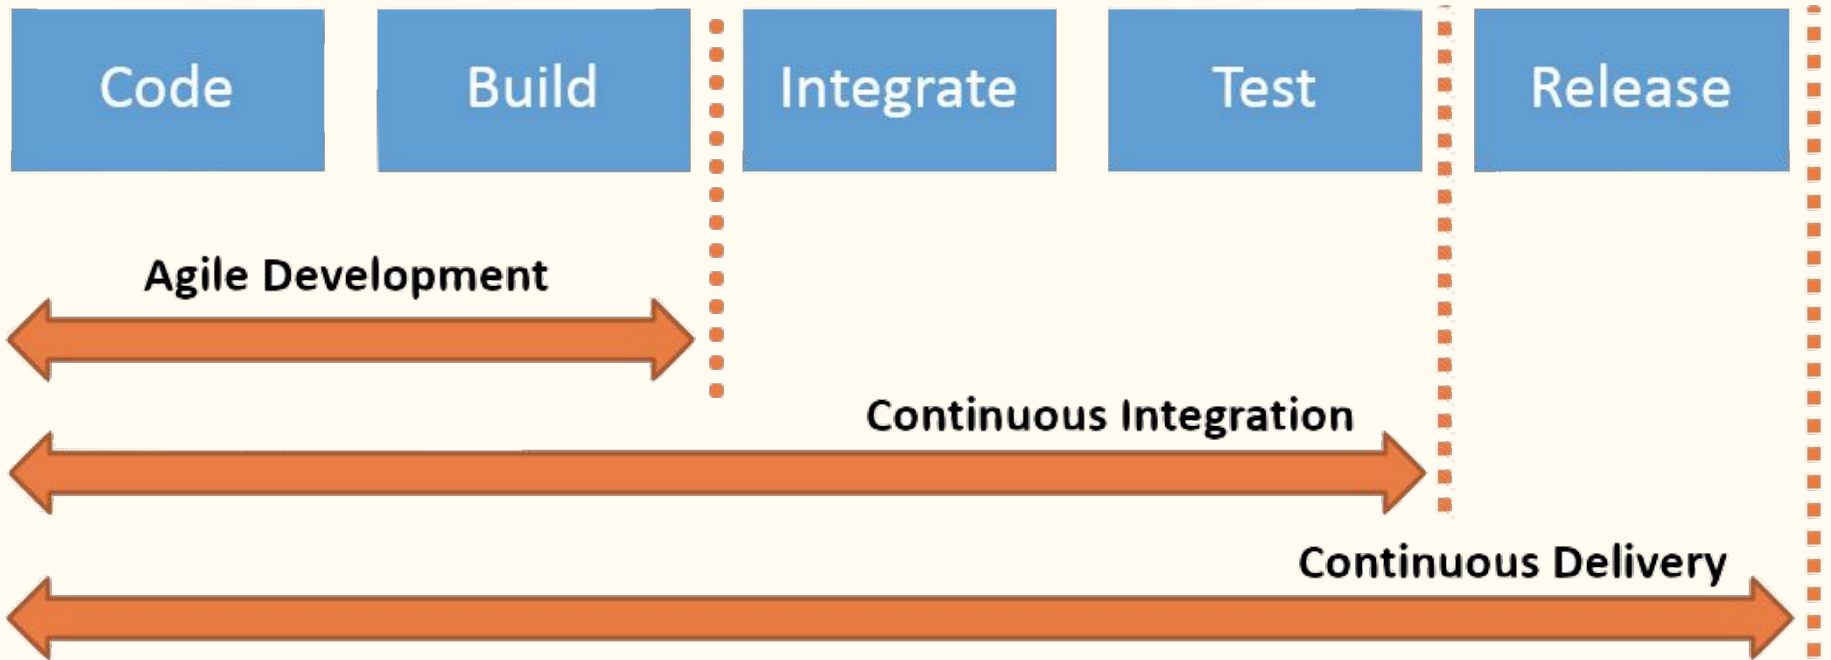 Code
Build
Integrate
Test
Release
Agile Development
Continuous Integration
Continuous Delivery